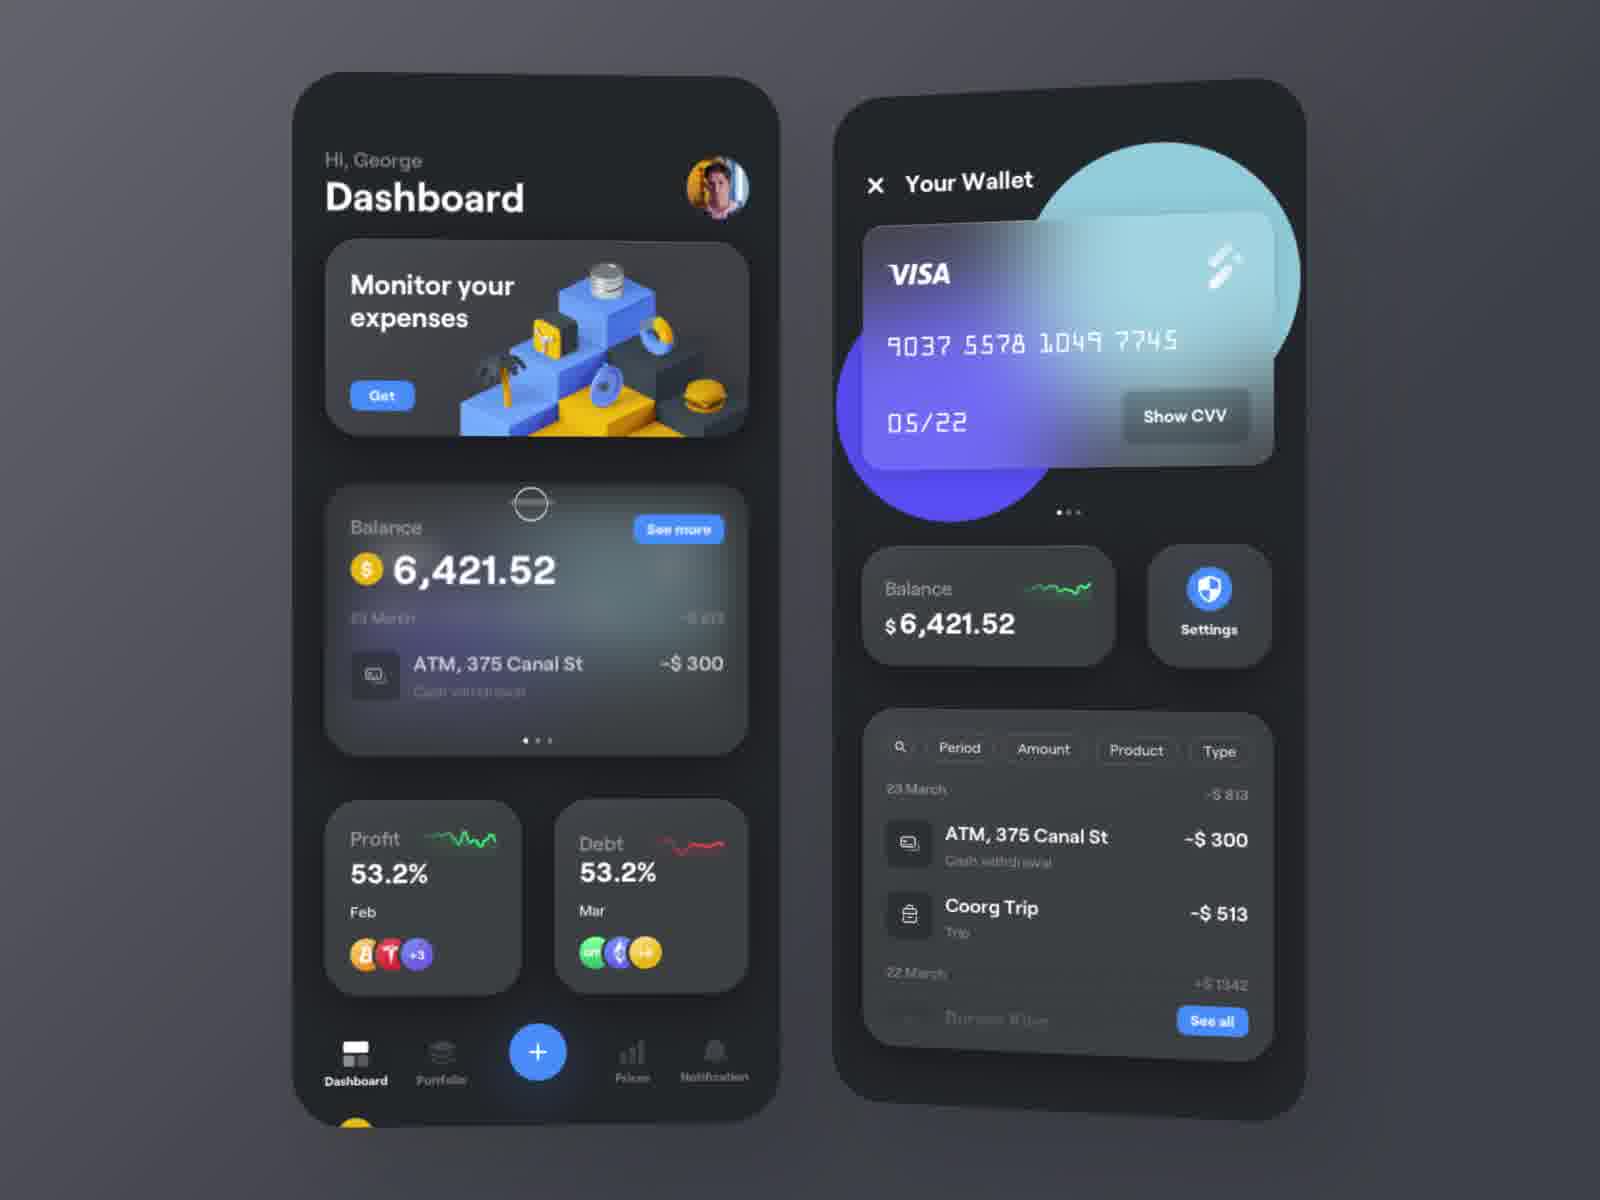 Hi, George
Dashboard
Monitor your
expenses
Get
Balance
See more
$ 6,421.52
23 March
-$ 813
ATM, 375 Canal St
-$ 300
Cash withdrawal
Profit
53.2%
Feb
+3
Debt
53.2%
Mar
Dashboard
Portfolio
+
Prices
Notification
Your Wallet
VISA
9037 5578 1049 7745
05/22
Show CVV
Balance
$ 6,421.52
Settings
Period
Amount
Product
Type
23 March
-$ 813
ATM, 375 Canal St
-$ 300
Cash withdrawal
Coorg Trip
-$ 513
Trip
22 March
+$ 1342
See all